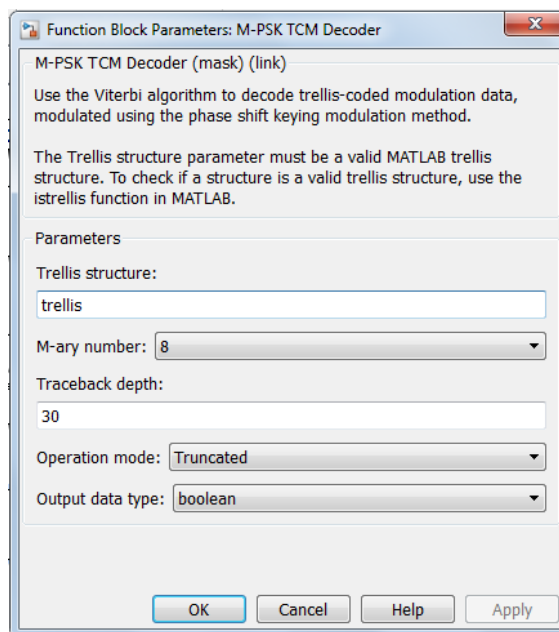 Function Block Parameters: M-PSK TCM Decoder
M-PSK TCM Decoder (mask) (link)
Use the Viterbi algorithm to decode trellis-coded modulation data,
modulated using the phase shift keying modulation method.
The Trellis structure parameter must be a valid MATLAB trellis
structure. To check if a structure is a valid trellis structure, use the
istrellis function in MATLAB.
Parameters
Trellis structure:
trellis
M-ary number: 8
Traceback depth:
30
Operation mode: Truncated
Output data type: boolean
OK Cancel Help Apply